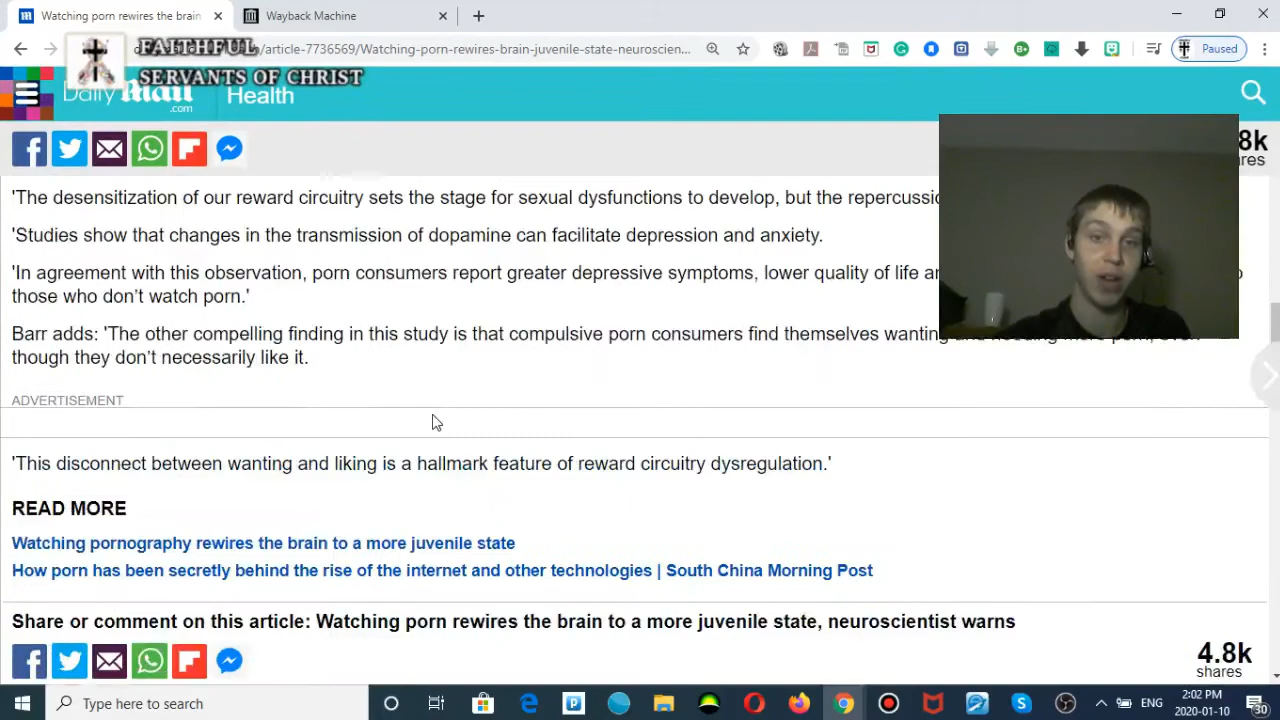 Watching porn rewires the brain
Wayback Machine
/article-7736569/Watching-porn-rewires-brain-juvenile-state-neuroscien...
Paused
FAITHFUL
SERVANTS OF CHRIST
Daily Mail
.com
Health
8k
ares
'The desensitization of our reward circuitry sets the stage for sexual dysfunctions to develop, but the
'Studies show that changes in the transmission of dopamine can facilitate depression and anxiety.
'In agreement with this observation, porn consumers report greater depressive symptoms, lower quality of life
those who don't watch porn.'
Barr adds: 'The other compelling finding in this study is that compulsive porn consumers find themselves wanting
though they don't necessarily like it.
ADVERTISEMENT
'This disconnect between wanting and liking is a hallmark feature of reward circuitry dysregulation.'
READ MORE
Watching pornography rewires the brain to a more juvenile state
How porn has been secretly behind the rise of the internet and other technologies | South China Morning Post
Share or comment on this article: Watching porn rewires the brain to a more juvenile state, neuroscientist warns
4.8k
shares
Type here to search
ENG
2:02 PM
2020-01-10
30